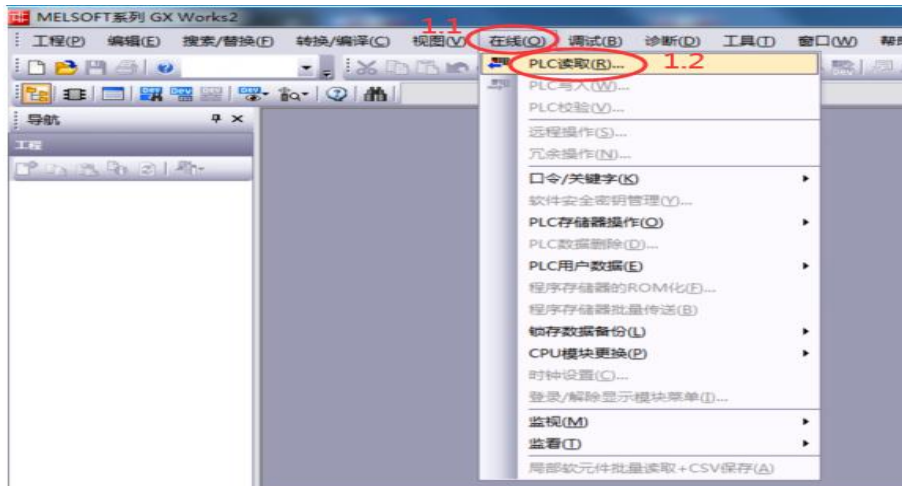 MELSOFT系列 GX Works2
1.1
工程(P) 编辑(E) 搜索/替换(F) 转换/编译(C) 视图(V) 在线(O) 调试(B) 诊断(D) 工具(T) 窗口(W) 帮助
PLC读取(R)... 1.2
PLC写入(W)...
PLC校验(V)...
远程操作(S)...
冗余操作(N)...
口令/关键字(K)
软件安全密钥管理(Y)...
PLC存储器操作(O)
PLC数据删除(D)...
PLC用户数据(E)
程序存储器的ROM化(F)...
程序存储器批量传送(B)
锁存数据备份(L)
CPU模块更换(P)
时钟设置(C)...
登录/解除显示模块菜单(I)...
监视(M)
监看(T)
局部软元件批量读取+CSV保存(A)
导航
工程